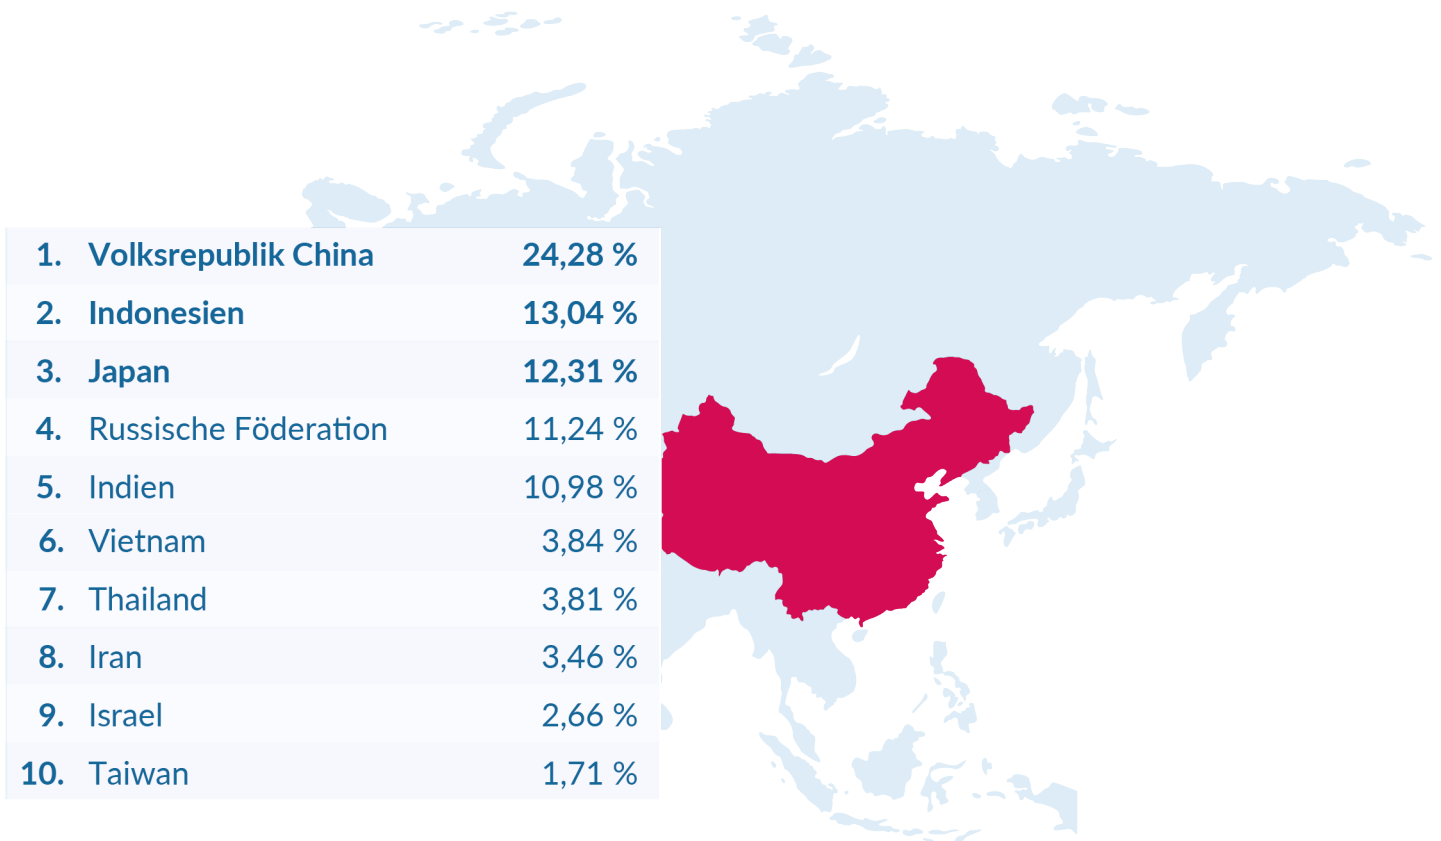 1. Volksrepublik China 24,28 %
2. Indonesien 13,04 %
3. Japan 12,31 %
4. Russische Föderation 11,24 %
5. Indien 10,98 %
6. Vietnam 3,84 %
7. Thailand 3,81 %
8. Iran 3,46 %
9. Israel 2,66 %
10. Taiwan 1,71 %